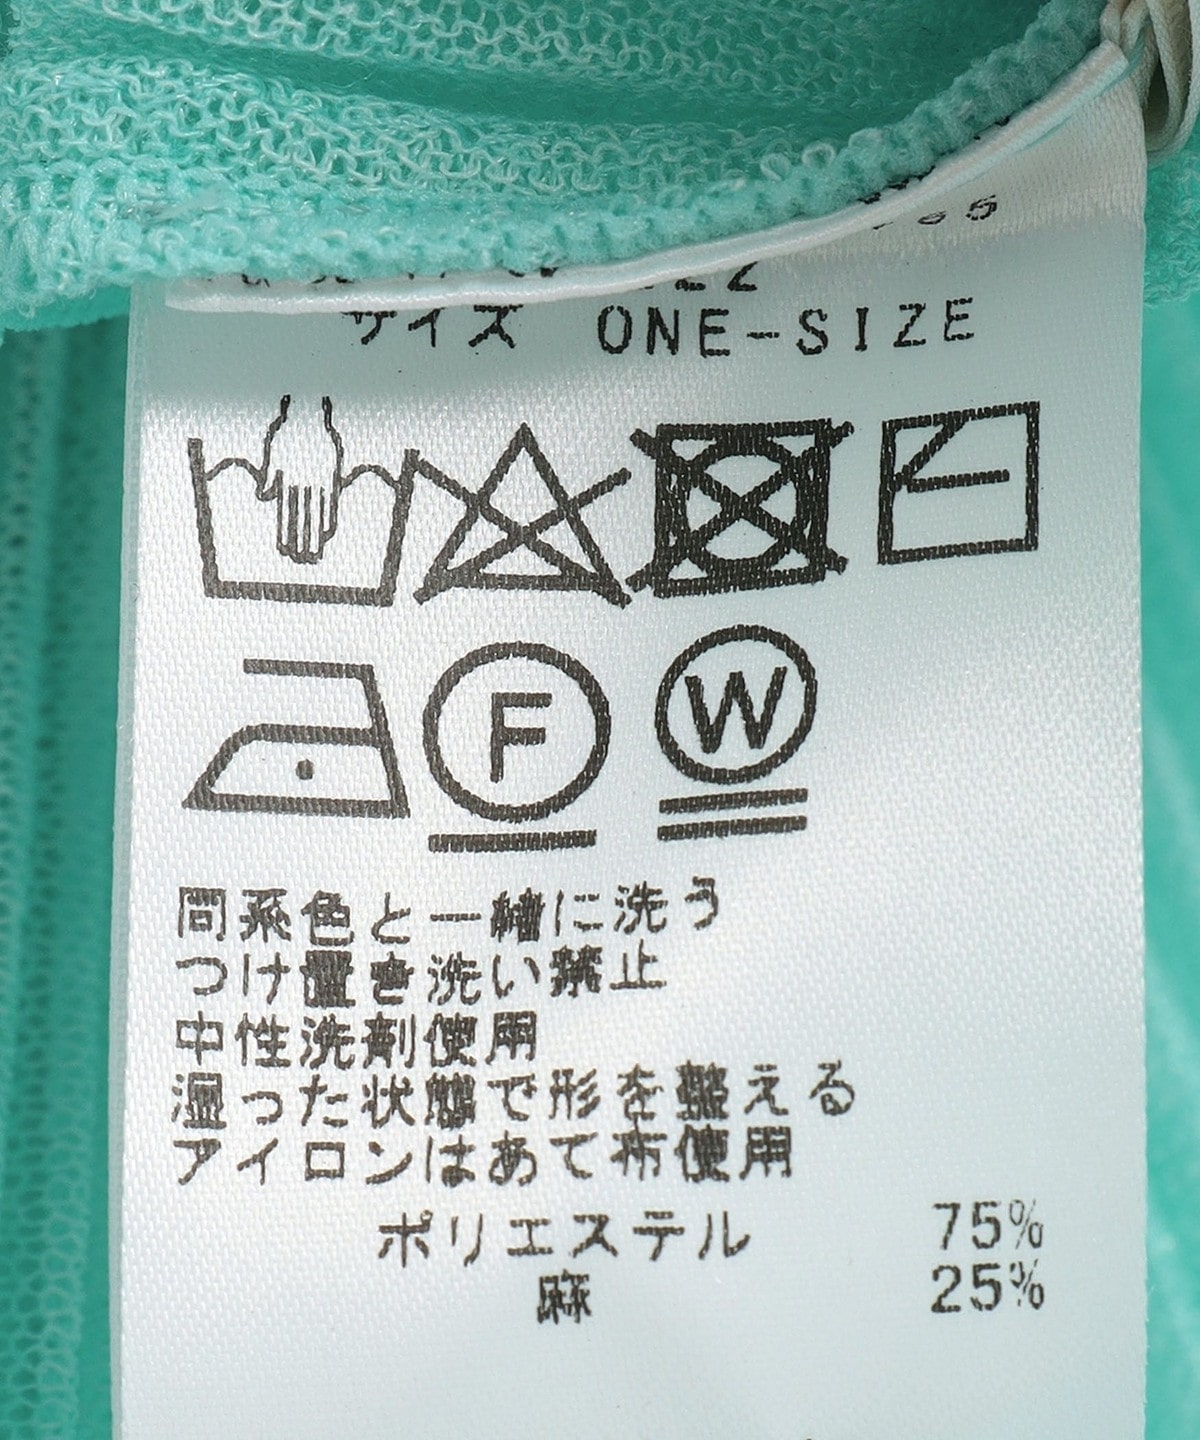 サイズ ONE-SIZE
F
W
同系色と一緒に洗う
つけ置き洗い禁止
中性洗剤使用
湿った状態で形を整える
アイロンはあて布使用
ポリエステル 75%
麻 25%